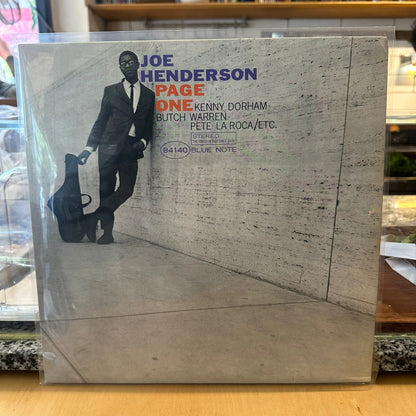 JOE
HENDERSON
PAGE
ONE KENNY DORHAM
BUTCH WARREN
PETE LA ROCA/ETC.
STEREO
84140 BLUE NOTE